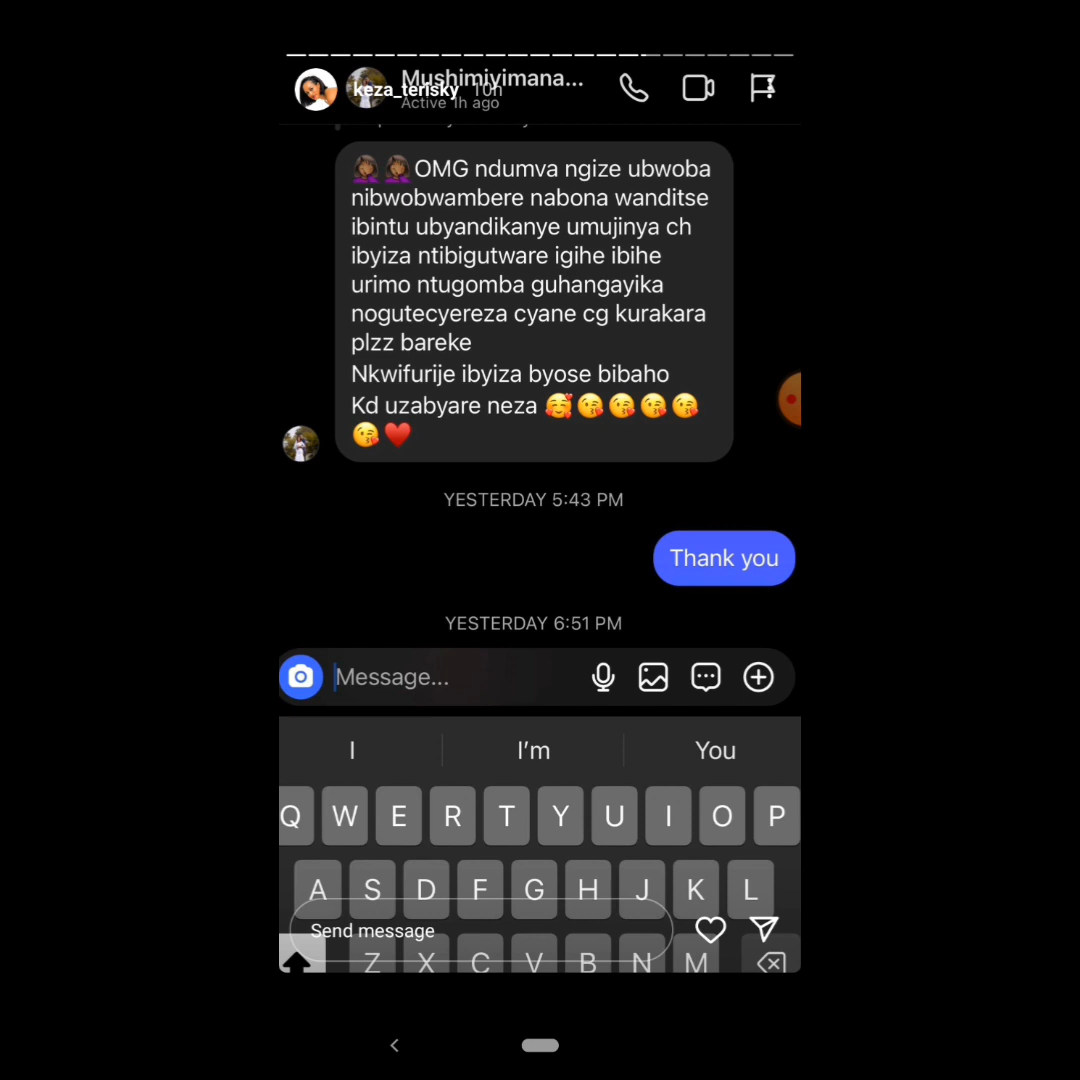 Mushimiyimana...
keza_terisky 10h
Active 1h ago
🤦🏾‍♀️🤦🏾‍♀️OMG ndumva ngize ubwoba
nibwobwambere nabona wanditse
ibintu ubyandikanye umujinya ch
ibyiza ntibigutware igihe ibihe
urimo ntugomba guhangayika
nogutecyereza cyane cg kurakara
plzz bareke
Nkwifurije ibyiza byose bibaho
Kd uzabyare neza 🥰😘😘😘😘
😘❤️
YESTERDAY 5:43 PM
Thank you
YESTERDAY 6:51 PM
Message...
I I'm You
Q W E R T Y U I O P
A S D F G H J K L
Send message
Z X C V B N M